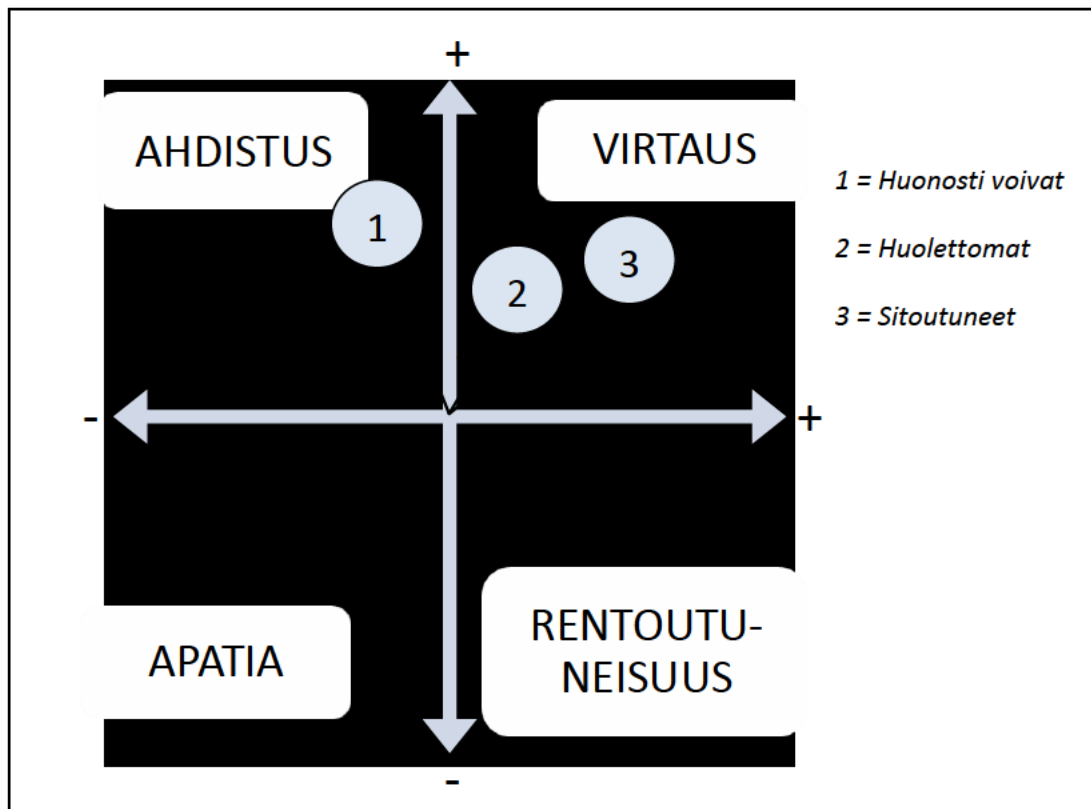 +
AHDISTUS
VIRTAUS
1 = Huonosti voivat
1
2
3
2 = Huolettomat
3 = Sitoutuneet
-
+
APATIA
RENTOUTU-
NEISUUS
-